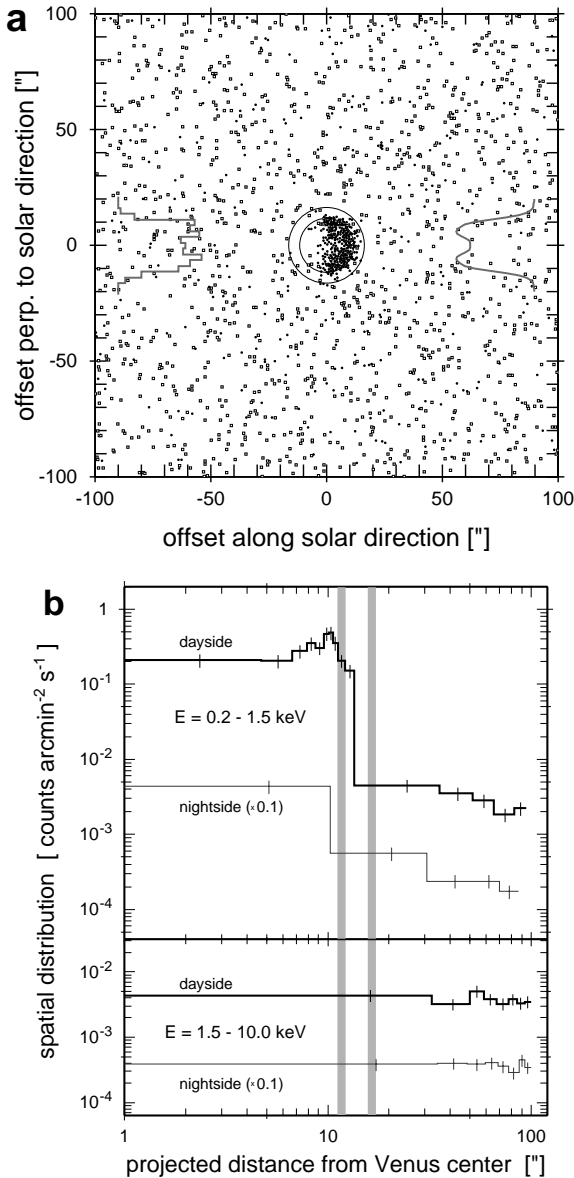 a
100
50
0
-50
-100
-100 -50 0 50 100
offset perp. to solar direction ["]
offset along solar direction ["]
b
1
10⁻¹
10⁻²
10⁻³
10⁻⁴
dayside
E = 0.2 - 1.5 keV
nightside (×0.1)
10⁻²
10⁻³
10⁻⁴
dayside
E = 1.5 - 10.0 keV
nightside (×0.1)
spatial distribution [ counts arcmin⁻² s⁻¹ ]
1 10 100
projected distance from Venus center ["]